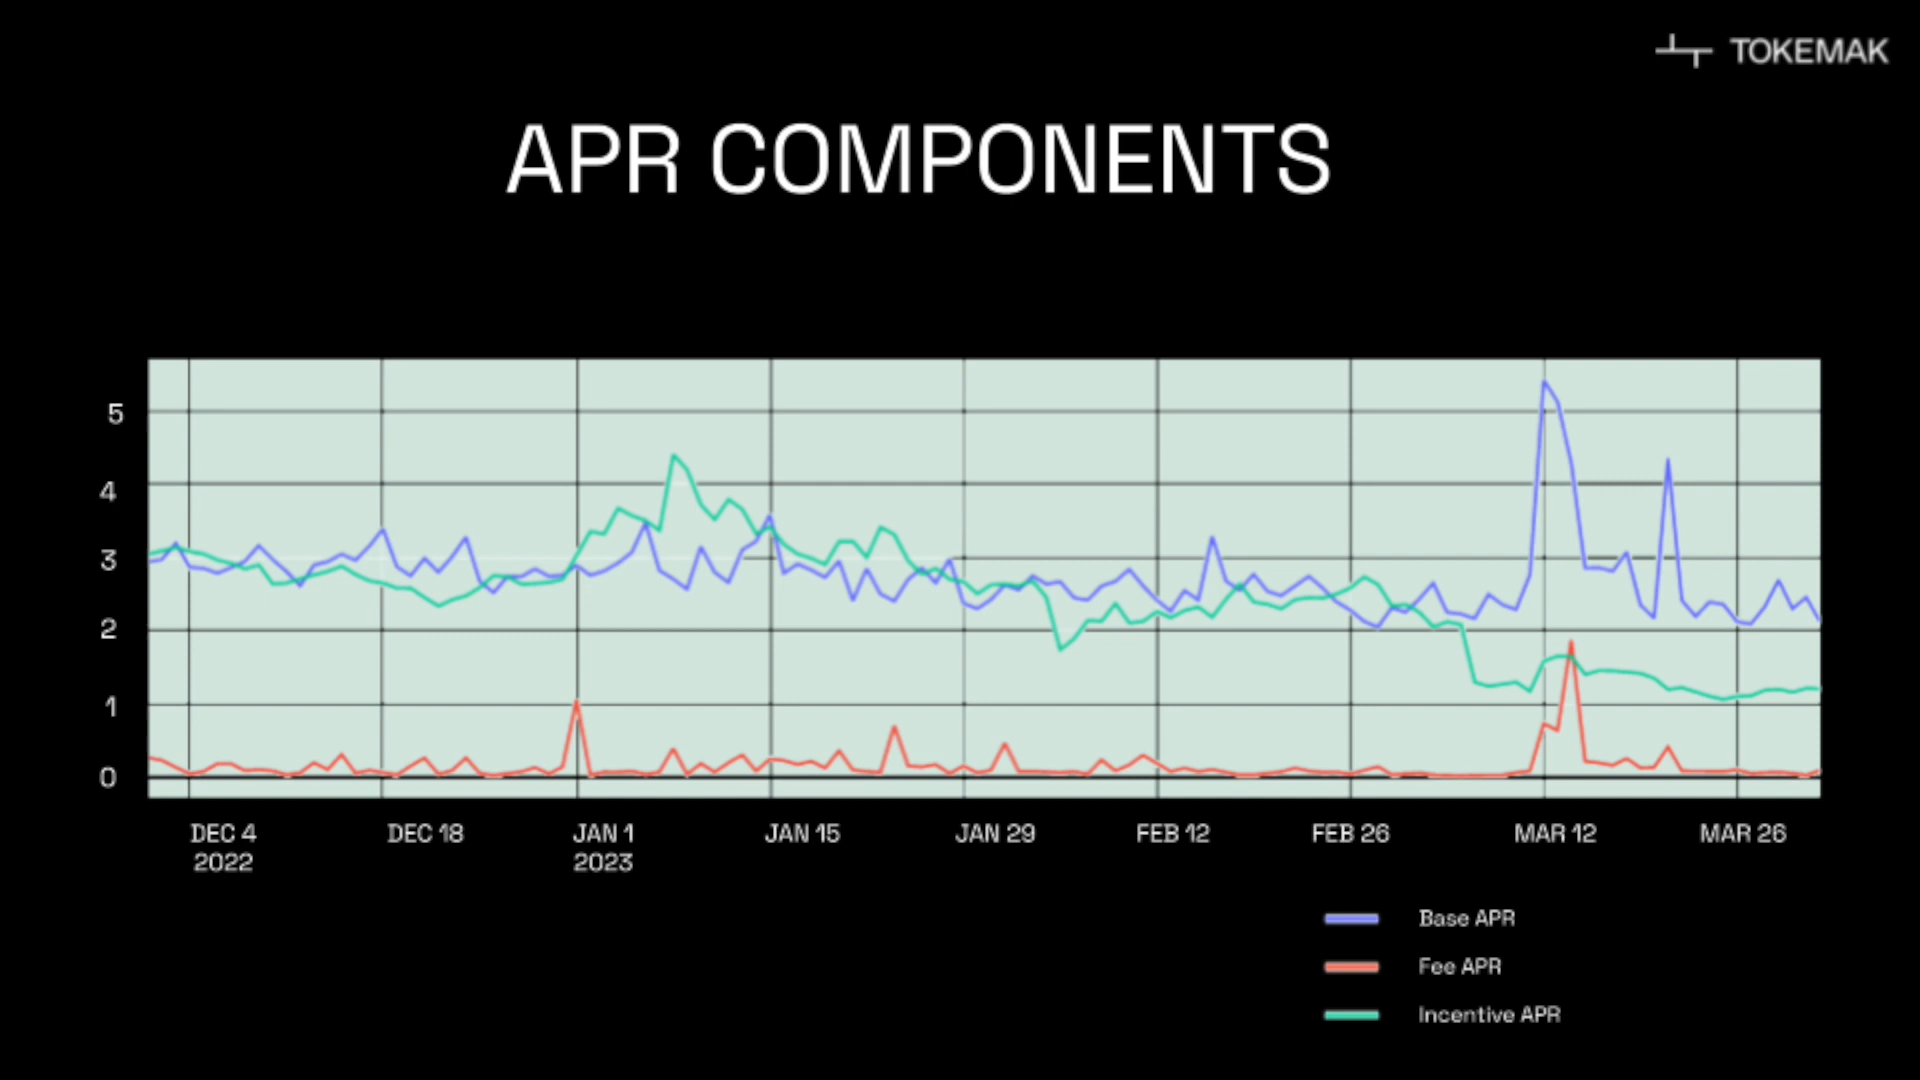 TOKEMAK
APR COMPONENTS
5
4
3
2
1
0
DEC 4 DEC 18 JAN 1 JAN 15 JAN 29 FEB 12 FEB 26 MAR 12 MAR 26
2022 2023
Base APR
Fee APR
Incentive APR